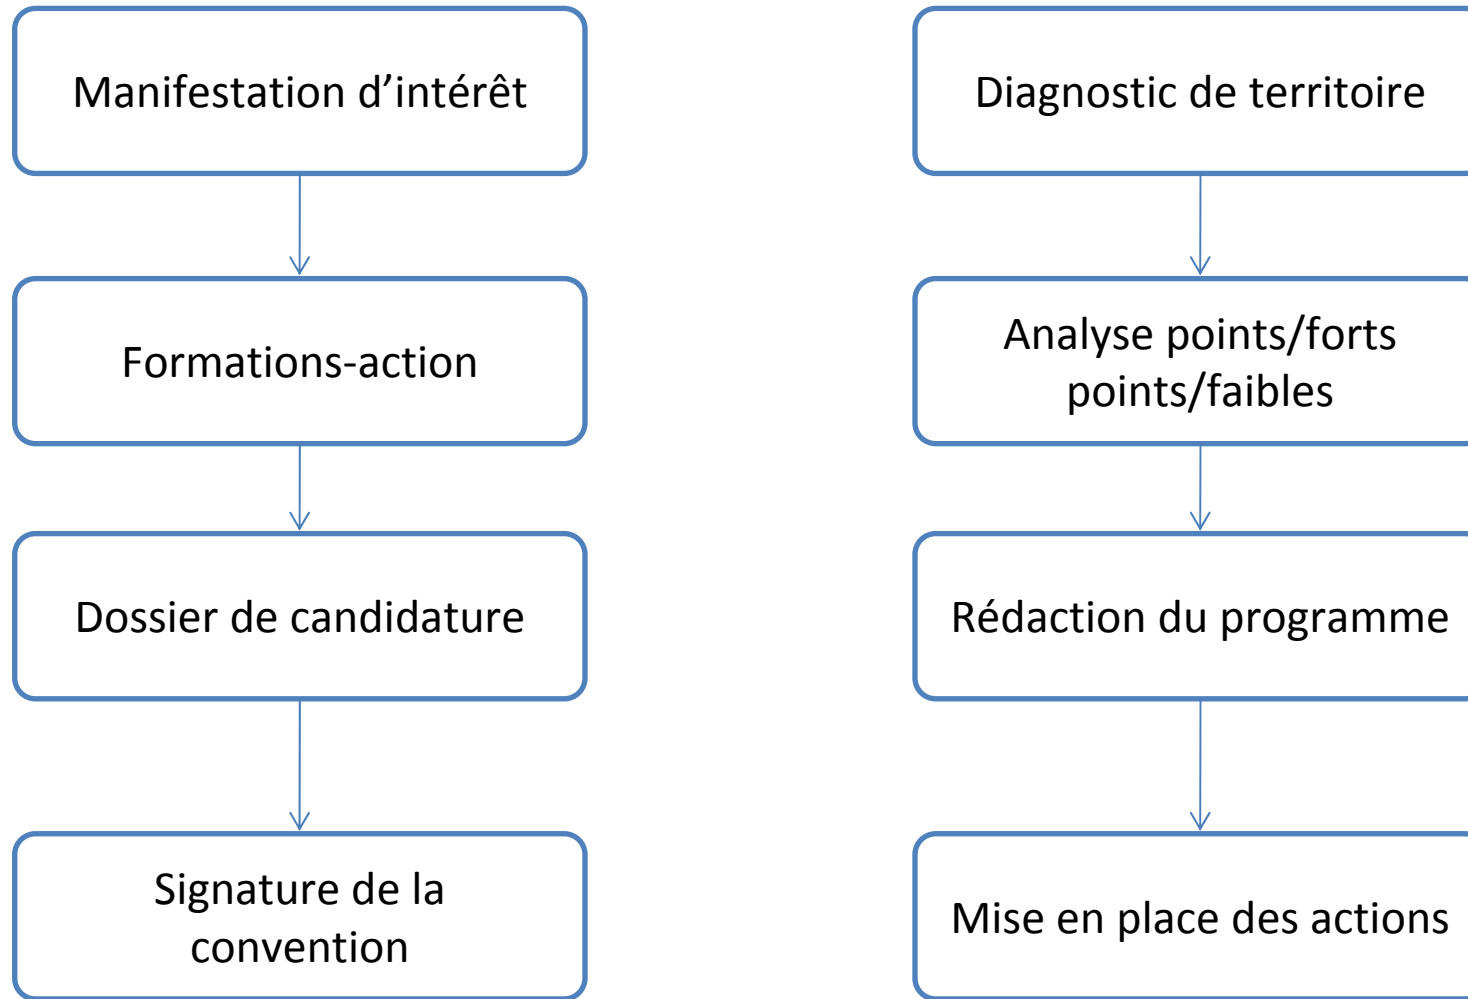 Manifestation d’intérêt
Formations-action
Dossier de candidature
Signature de la
convention
Diagnostic de territoire
Analyse points/forts
points/faibles
Rédaction du programme
Mise en place des actions